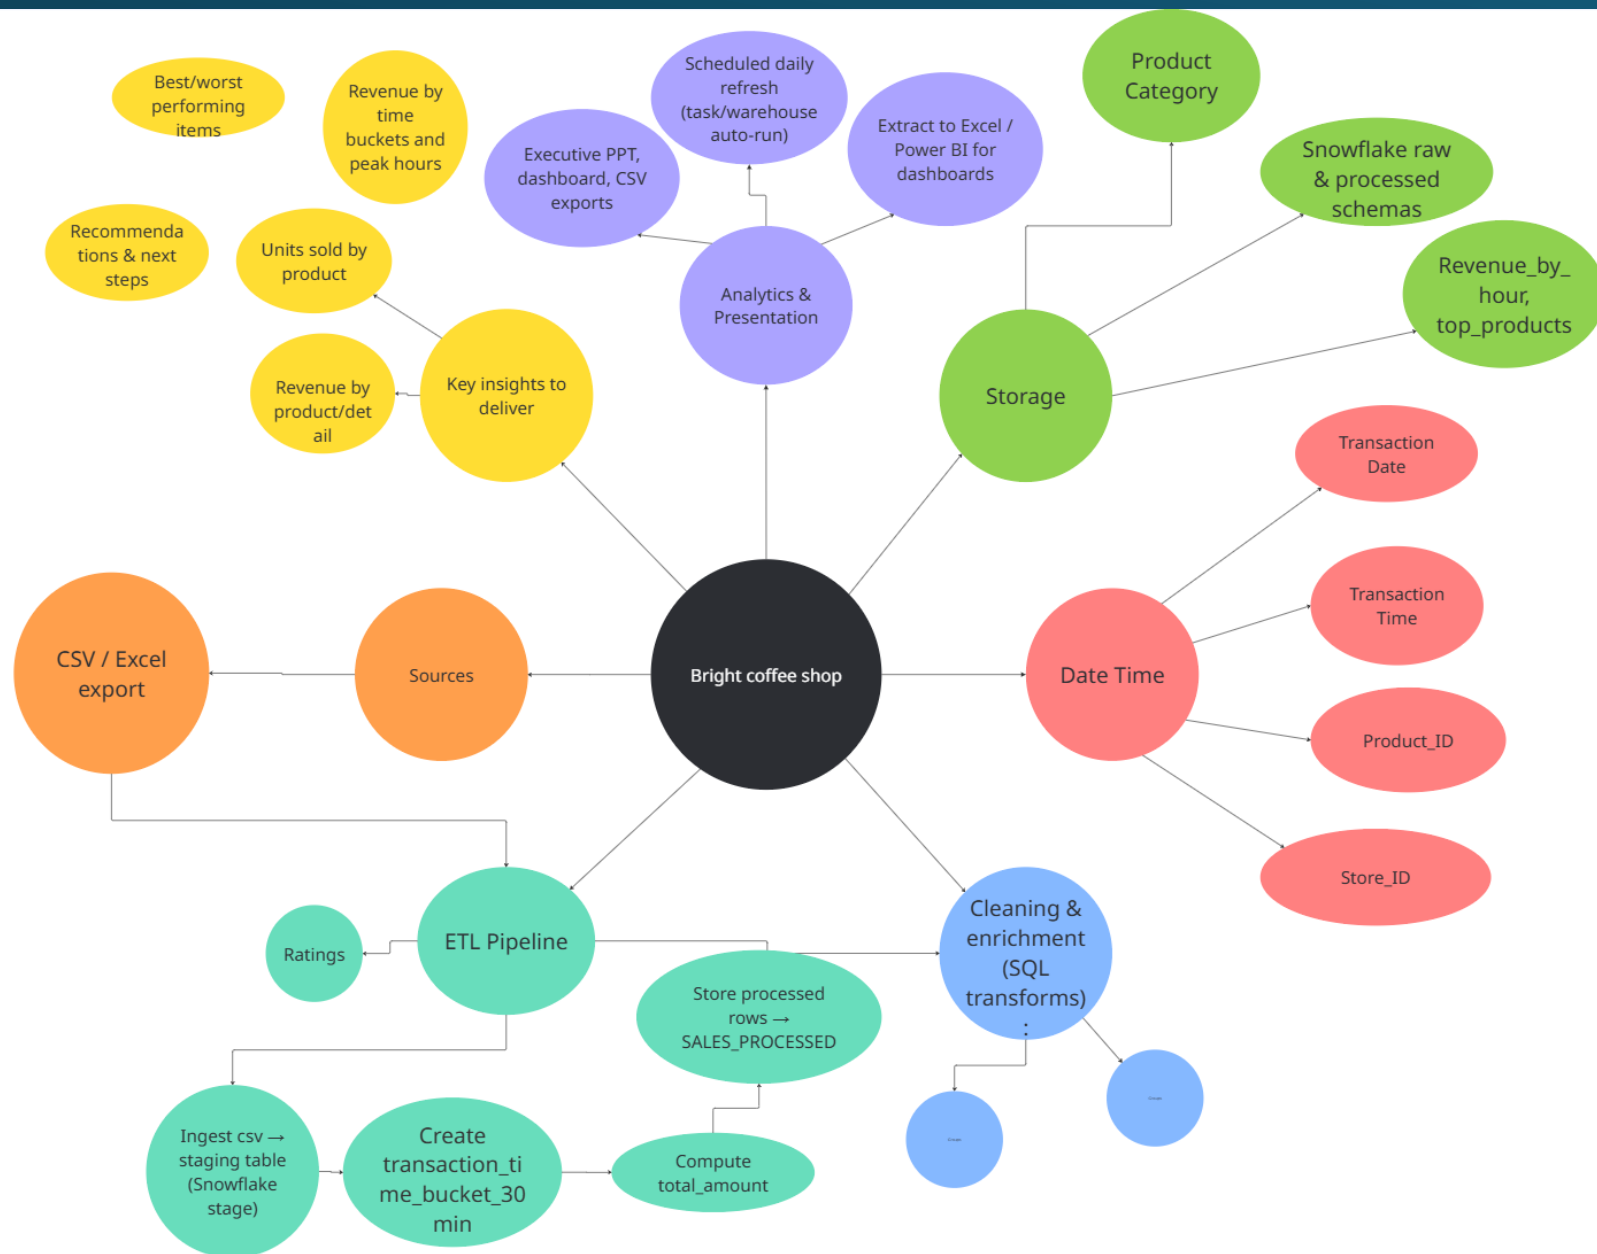 Best/worst
performing
items
Revenue by
time
buckets and
peak hours
Scheduled daily
refresh
(task/warehouse
auto-run)
Product
Category
Executive PPT,
dashboard, CSV
exports
Extract to Excel /
Power BI for
dashboards
Snowflake raw
& processed
schemas
Recommenda
tions & next
steps
Units sold by
product
Analytics &
Presentation
Revenue_by_
hour,
top_products
Revenue by
product/det
ail
Key insights to
deliver
Storage
Transaction
Date
CSV / Excel
export
Sources
Bright coffee shop
Date Time
Transaction
Time
Product_ID
Store_ID
Ratings
ETL Pipeline
Store processed
rows →
SALES_PROCESSED
Cleaning &
enrichment
(SQL
transforms)
:
Ingest csv →
staging table
(Snowflake
stage)
Create
transaction_ti
me_bucket_30
min
Compute
total_amount